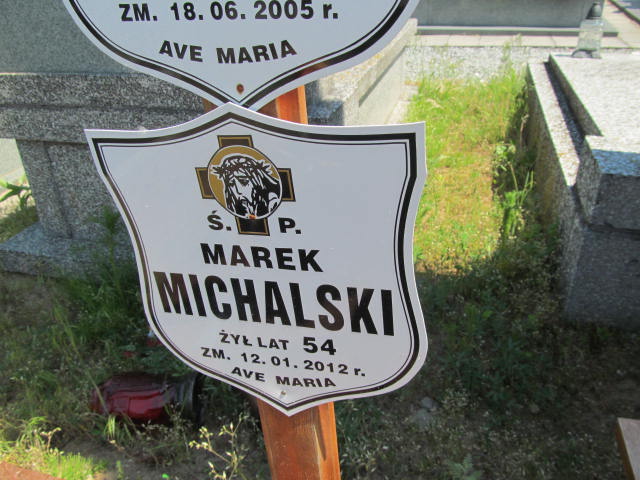 ZM. 18.06.2005 r.
AVE MARIA
Ś. P.
MAREK
MICHALSKI
ŻYŁ LAT 54
ZM. 12.01.2012 r.
AVE MARIA